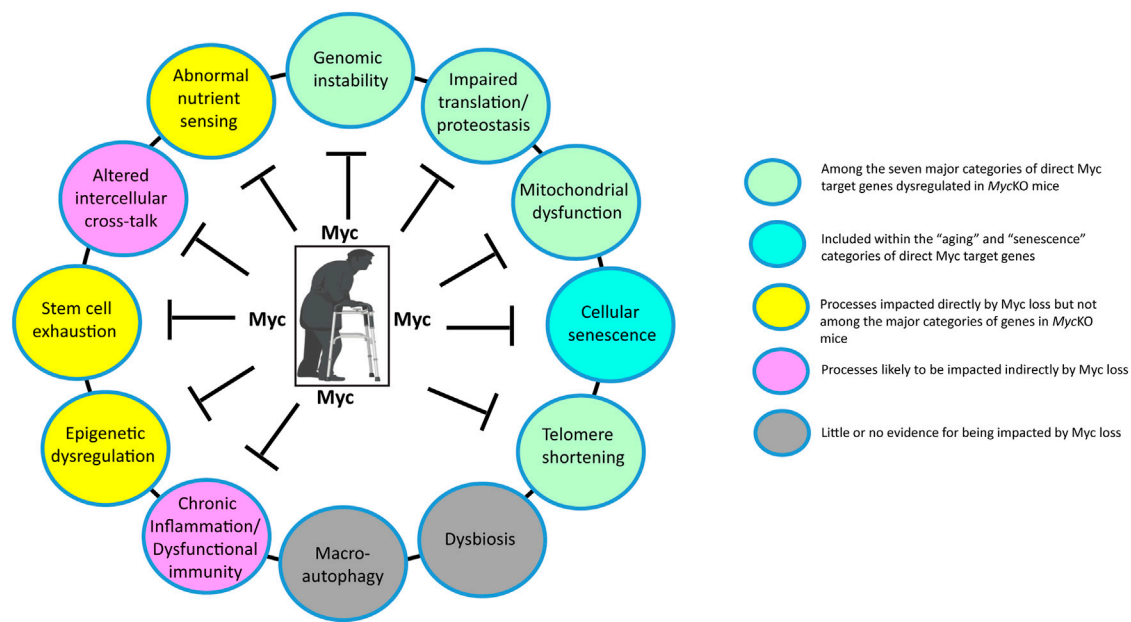 Genomic
instability
Impaired
translation/
proteostasis
Mitochondrial
dysfunction
Cellular
senescence
Telomere
shortening
Dysbiosis
Macro-
autophagy
Chronic
Inflammation/
Dysfunctional
immunity
Epigenetic
dysregulation
Stem cell
exhaustion
Altered
intercellular
cross-talk
Abnormal
nutrient
sensing
Myc
Myc
Myc
Myc
Among the seven major categories of direct Myc
target genes dysregulated in MycKO mice
Included within the “aging” and “senescence”
categories of direct Myc target genes
Processes impacted directly by Myc loss but not
among the major categories of genes in MycKO
mice
Processes likely to be impacted indirectly by Myc loss
Little or no evidence for being impacted by Myc loss